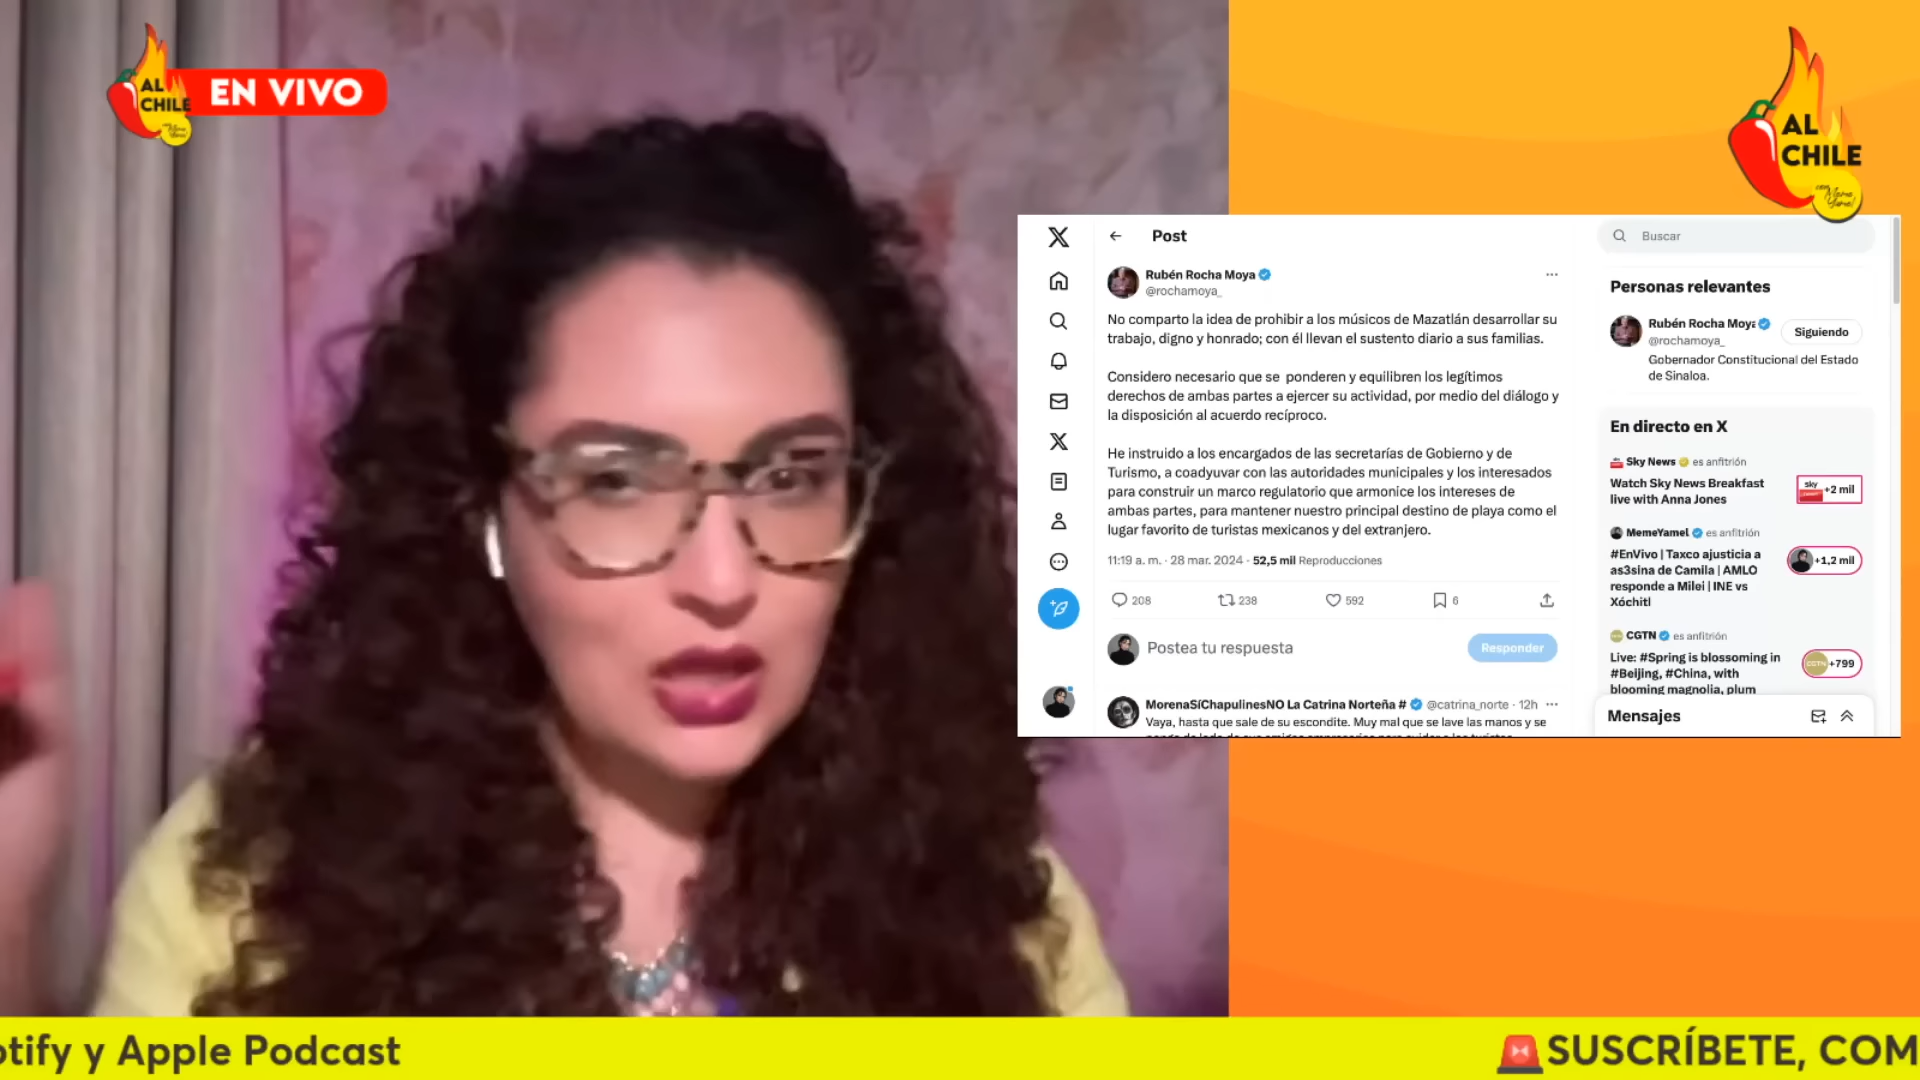 AL
CHILE
EN VIVO
AL
CHILE
con
Meme
Yamel
Post
Buscar
Rubén Rocha Moya
@rochamoya_
No comparto la idea de prohibir a los músicos de Mazatlán desarrollar su
trabajo, digno y honrado; con él llevan el sustento diario a sus familias.
Considero necesario que se ponderen y equilibren los legítimos
derechos de ambas partes a ejercer su actividad, por medio del diálogo y
la disposición al acuerdo recíproco.
He instruido a los encargados de las secretarías de Gobierno y de
Turismo, a coadyuvar con las autoridades municipales y los interesados
para construir un marco regulatorio que armonice los intereses de
ambas partes, para mantener nuestro principal destino de playa como el
lugar favorito de turistas mexicanos y del extranjero.
11:19 a. m. · 28 mar. 2024 · 52,5 mil Reproducciones
208 238 592 6
Postea tu respuesta
Responder
MorenaSíChapulinesNO La Catrina Norteña # @catrina_norte · 12h
Vaya, hasta que sale de su escondite. Muy mal que se lave las manos y se
Personas relevantes
Rubén Rocha Moya
@rochamoya_
Siguiendo
Gobernador Constitucional del Estado
de Sinaloa.
En directo en X
Sky News es anfitrión
Watch Sky News Breakfast
live with Anna Jones
sky
+2 mil
MemeYamel es anfitrión
#EnVivo | Taxco ajusticia a
as3sina de Camila | AMLO
responde a Milei | INE vs
Xóchitl
+1,2 mil
CGTN es anfitrión
Live: #Spring is blossoming in
#Beijing, #China, with
blooming magnolia, plum
CGTN
+799
Mensajes
otify y Apple Podcast
SUSCRÍBETE, COM